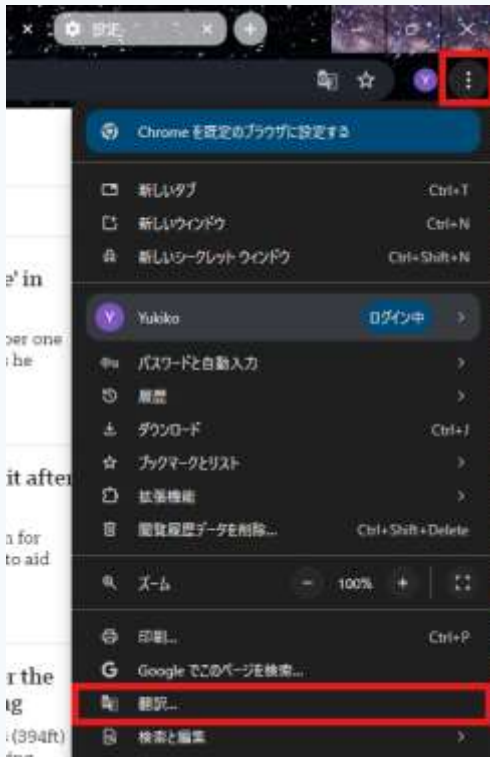 設定
Y
Chrome を既定のブラウザに設定する
新しいタブ Ctrl+T
新しいウィンドウ Ctrl+N
新しいシークレット ウィンドウ Ctrl+Shift+N
e' in
Y Yukiko ログイン中
per one
he
パスワードと自動入力
履歴
ダウンロード Ctrl+J
ブックマークとリスト
it after
拡張機能
閲覧履歴データを削除... Ctrl+Shift+Delete
n for
to aid
ズーム - 100% +
印刷... Ctrl+P
r the
G Google でこのページを検索...
翻訳...
(394ft)
検索と編集